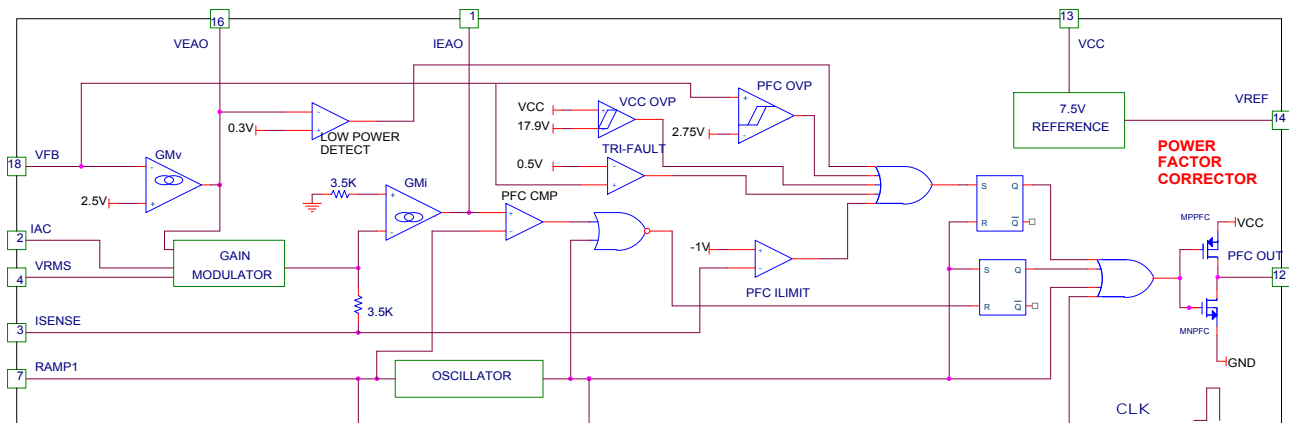 16
1
13
VEAO
IEAO
VCC
VCC
VCC OVP
PFC OVP
17.9V
2.75V
7.5V
REFERENCE
VREF
14
0.3V
LOW POWER
DETECT
TRI-FAULT
0.5V
POWER
FACTOR
CORRECTOR
18
VFB
GMv
2.5V
3.5K
GMi
PFC CMP
S
Q
R
Q
MPPFC
VCC
IAC
2
GAIN
MODULATOR
-1V
PFC OUT
12
VRMS
4
3.5K
PFC ILIMIT
S
Q
R
Q
ISENSE
3
MNPFC
RAMP1
7
OSCILLATOR
GND
CLK
+
-